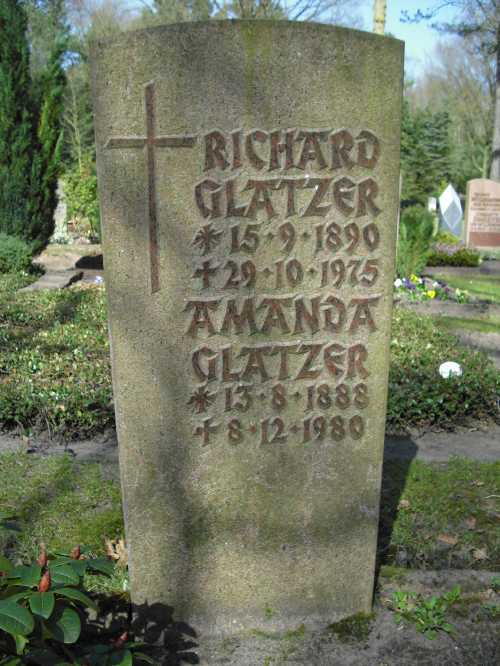 RICHARD
GLATZER
* 15·9·1890
+ 29·10·1975
AMANDA
GLATZER
* 13·8·1888
+ 8·12·1980